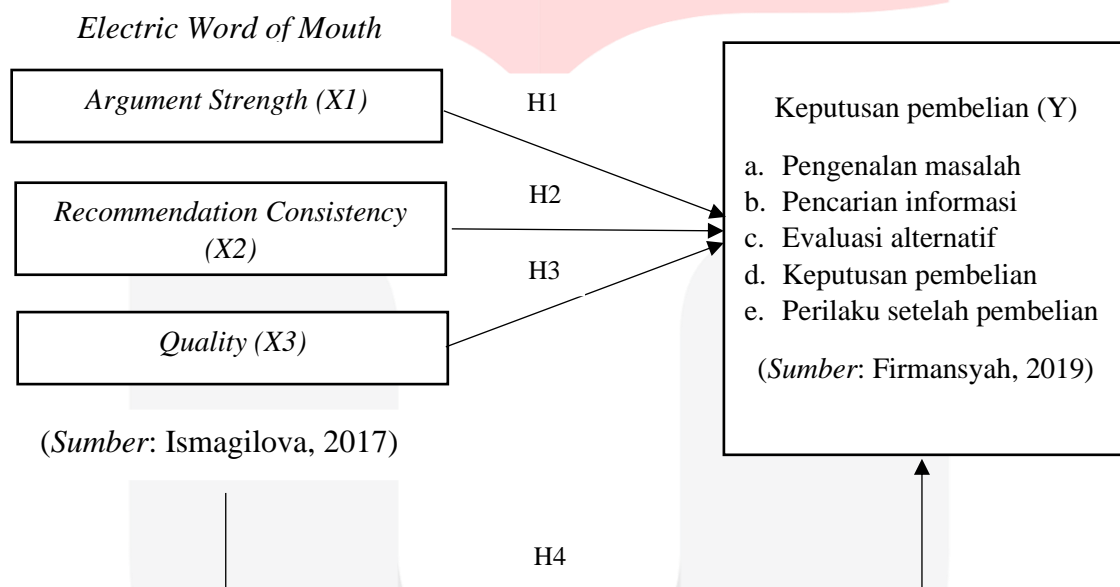 Electric Word of Mouth
Argument Strength (X1)
H1
Recommendation Consistency
(X2)
H2
H3
Quality (X3)
(Sumber: Ismagilova, 2017)
Keputusan pembelian (Y)
a. Pengenalan masalah
b. Pencarian informasi
c. Evaluasi alternatif
d. Keputusan pembelian
e. Perilaku setelah pembelian
(Sumber: Firmansyah, 2019)
H4